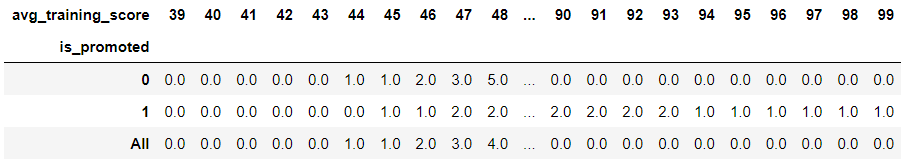 avg_training_score 39 40 41 42 43 44 45 46 47 48 ... 90 91 92 93 94 95 96 97 98 99
is_promoted
0 0.0 0.0 0.0 0.0 0.0 1.0 1.0 2.0 3.0 5.0 ... 0.0 0.0 0.0 0.0 0.0 0.0 0.0 0.0 0.0 0.0
1 0.0 0.0 0.0 0.0 0.0 0.0 1.0 1.0 2.0 2.0 ... 2.0 2.0 2.0 2.0 1.0 1.0 1.0 1.0 1.0 1.0
All 0.0 0.0 0.0 0.0 0.0 1.0 1.0 2.0 3.0 4.0 ... 0.0 0.0 0.0 0.0 0.0 0.0 0.0 0.0 0.0 0.0